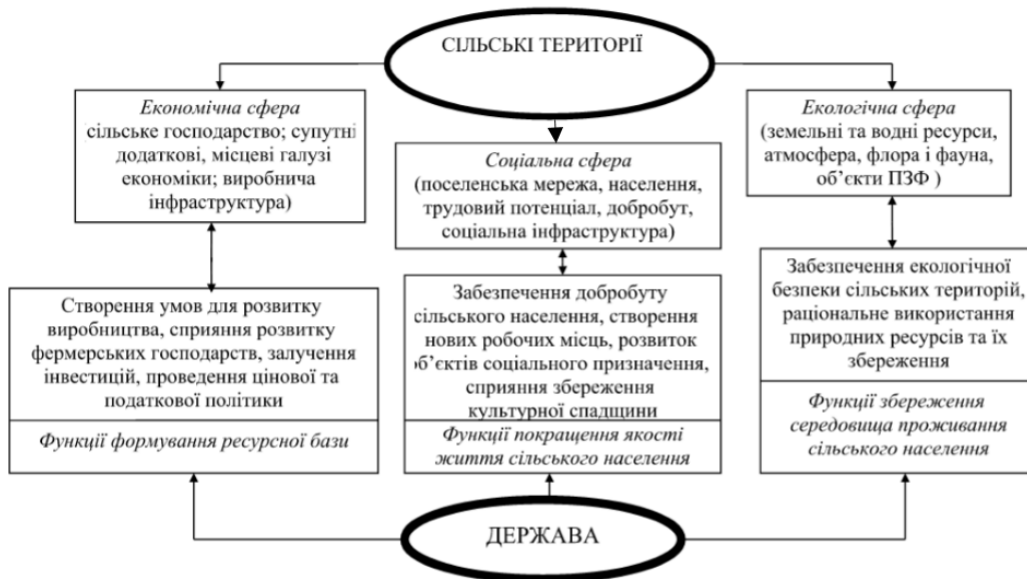 СІЛЬСЬКІ ТЕРИТОРІЇ
Економічна сфера
сільське господарство; супутні
додаткові, місцеві галузі
економіки; виробнича
інфраструктура)
Соціальна сфера
(поселенська мережа, населення,
трудовий потенціал, добробут,
соціальна інфраструктура)
Екологічна сфера
(земельні та водні ресурси,
атмосфера, флора і фауна,
об’єкти ПЗФ )
Створення умов для розвитку
виробництва, сприяння розвитку
фермерських господарств, залучення
інвестицій, проведення цінової та
податкової політики
Функції формування ресурсної бази
Забезпечення добробуту
сільського населення, створення
нових робочих місць, розвиток
об’єктів соціального призначення,
сприяння збереження
культурної спадщини
Функції покращення якості
життя сільського населення
Забезпечення екологічної
безпеки сільських територій,
раціональне використання
природних ресурсів та їх
збереження
Функції збереження
середовища проживання
сільського населення
ДЕРЖАВА